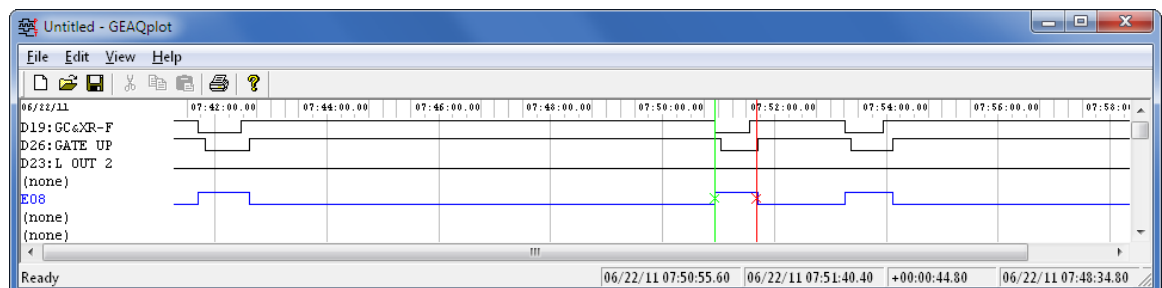 Untitled - GEAQplot
File Edit View Help
06/22/11 07:42:00.00 07:44:00.00 07:46:00.00 07:48:00.00 07:50:00.00 07:52:00.00 07:54:00.00 07:56:00.00 07:58:0
D19:GC&XR-F
D26:GATE UP
D23:L OUT 2
(none)
E08
(none)
(none)
Ready 06/22/11 07:50:55.60 06/22/11 07:51:40.40 +00:00:44.80 06/22/11 07:48:34.80